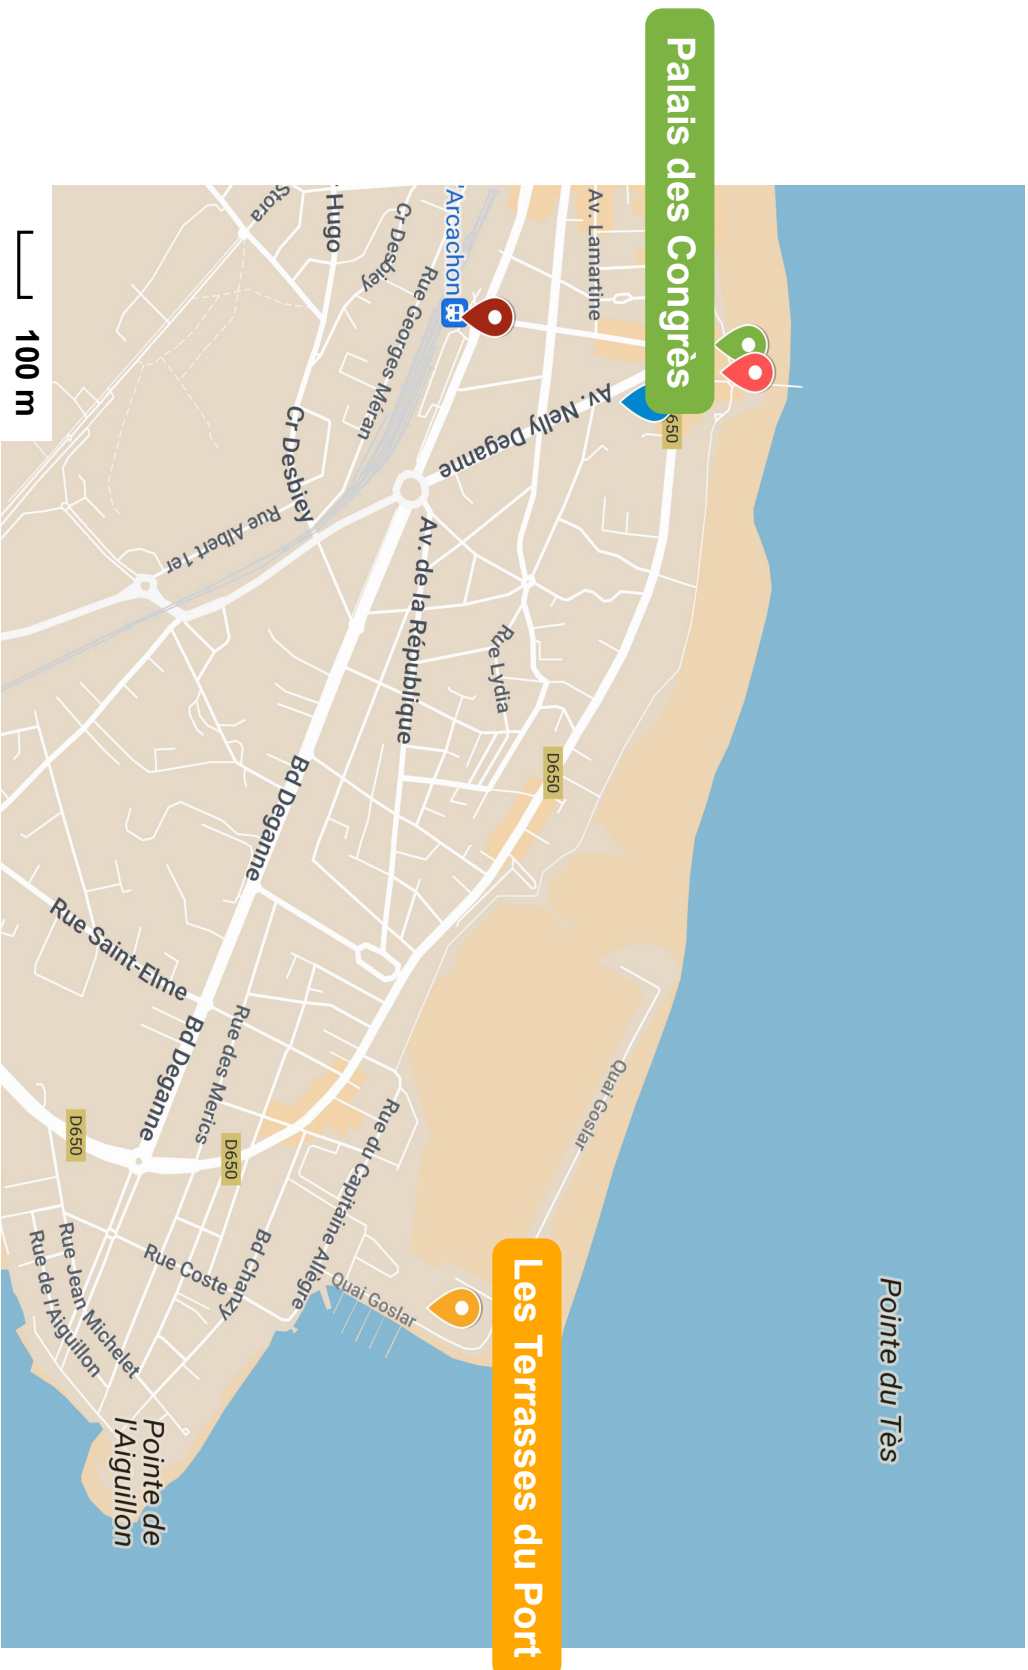 Palais des Congrès
Les Terrasses du Port
Pointe du Tès
Av. Lamartine
650
'Arcachon
Cr Desbiey
Hugo
Stora
Rue Georges Méran
Av. Nelly Deganne
Cr Desbiey
Rue Albert 1er
Av. de la République
Rue Lydia
D650
Bd Deganne
Rue Saint-Elme
Bd Deganne
Rue des Merics
Quai Goslar
Rue du Capitaine Allègre
D650
D650
Quai Goslar
Bd Chanzy
Rue Coste
Rue Jean Michelet
Rue de l'Aiguillon
Pointe de
l'Aiguillon
100 m